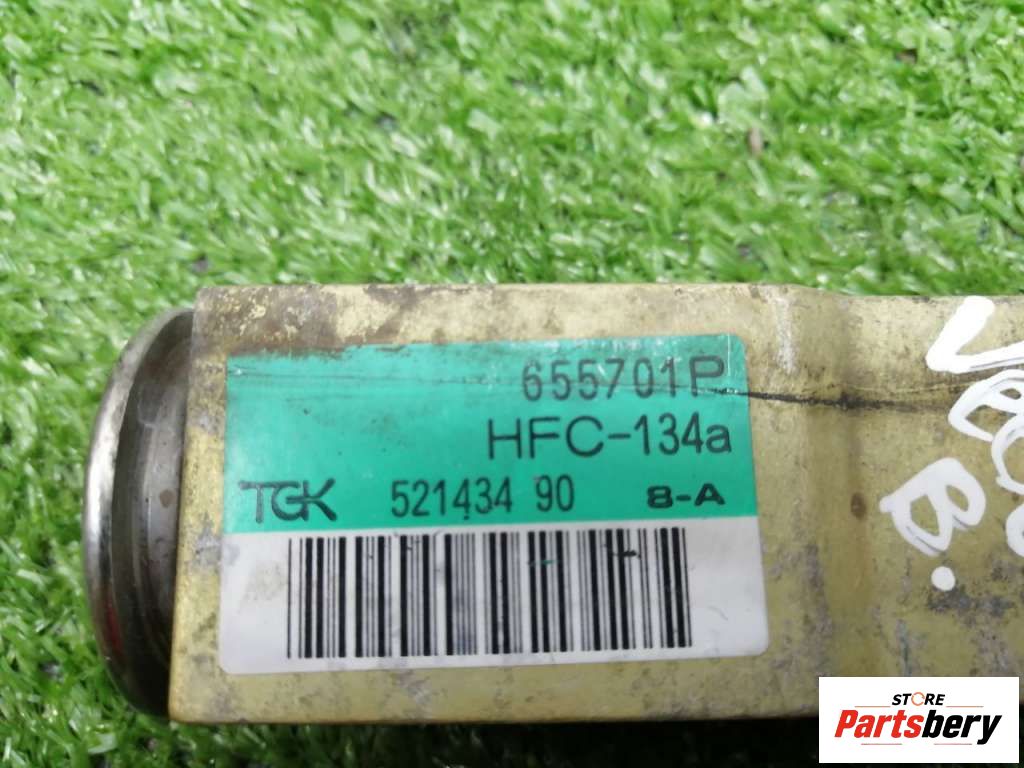 655701P
HFC-134a
TGK 521434 90 8-A
B.
STORE
Partsbery